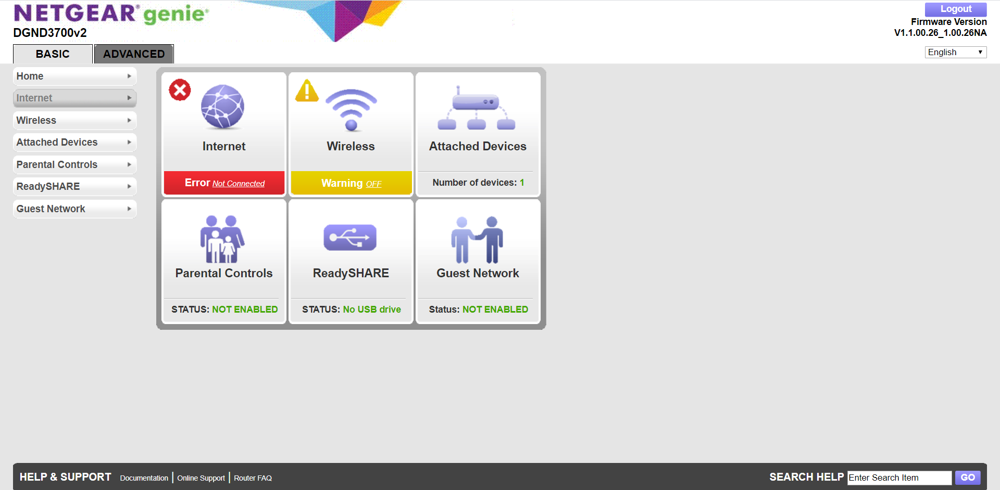 NETGEAR® genie®
Logout
Firmware Version
DGND3700v2
V1.1.00.26_1.00.26NA
BASIC
ADVANCED
English
Home
Internet
Wireless
Attached Devices
Parental Controls
ReadySHARE
Guest Network
Internet
Error Not Connected
Wireless
Warning OFF
Attached Devices
Number of devices: 1
Parental Controls
STATUS: NOT ENABLED
ReadySHARE
STATUS: No USB drive
Guest Network
Status: NOT ENABLED
HELP & SUPPORT Documentation | Online Support | Router FAQ
SEARCH HELP Enter Search Item GO